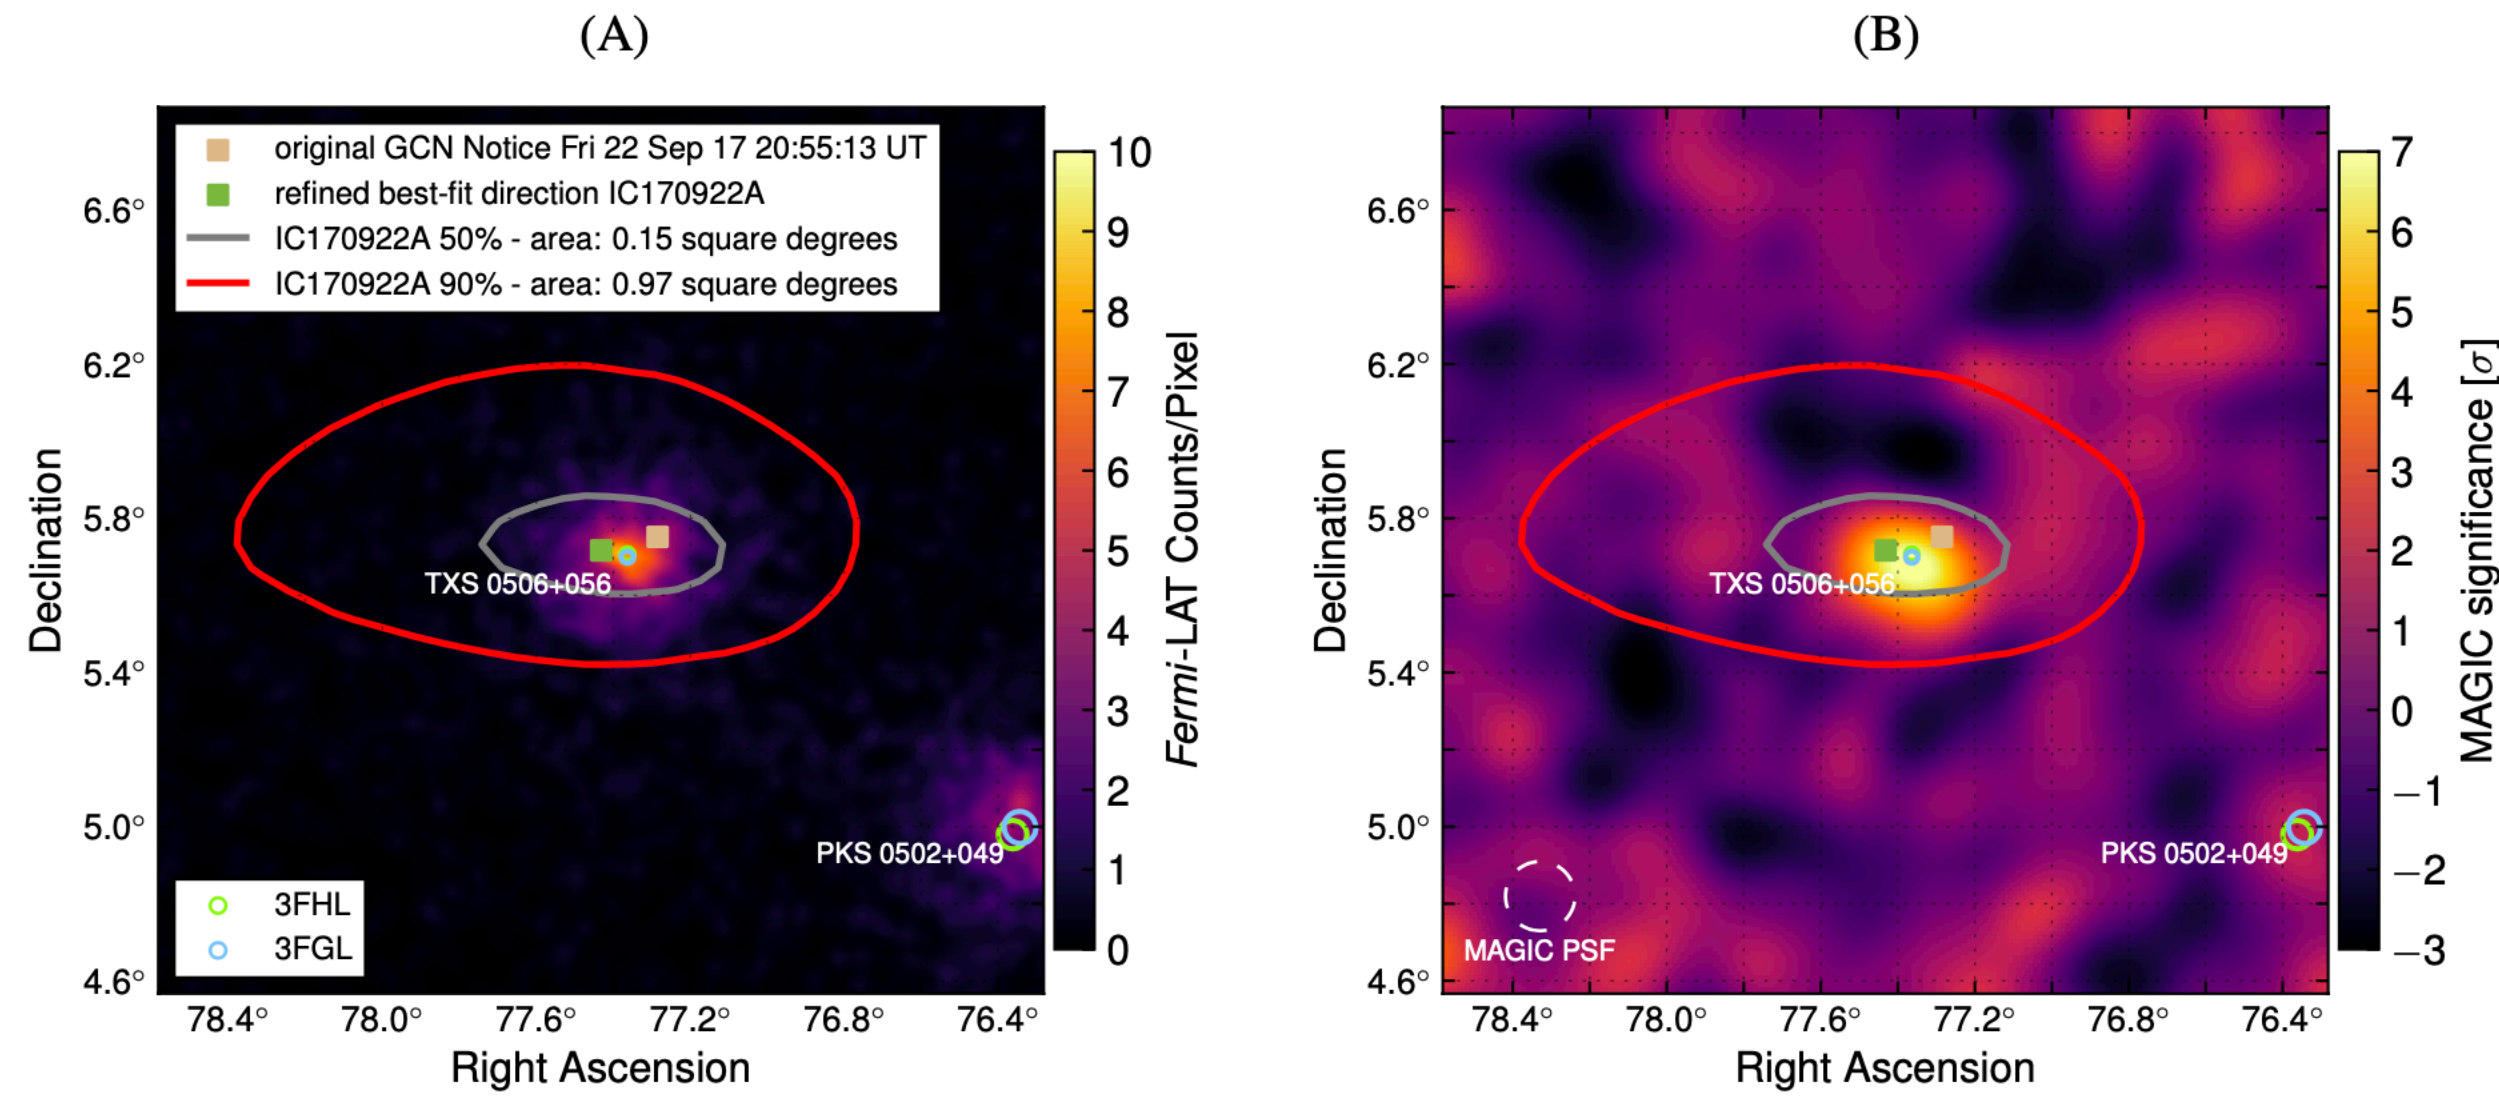 (A)
original GCN Notice Fri 22 Sep 17 20:55:13 UT
refined best-fit direction IC170922A
IC170922A 50% - area: 0.15 square degrees
IC170922A 90% - area: 0.97 square degrees
6.6°
6.2°
5.8°
5.4°
5.0°
4.6°
Declination
TXS 0506+056
PKS 0502+049
3FHL
3FGL
78.4°
78.0°
77.6°
77.2°
76.8°
76.4°
Right Ascension
10
9
8
7
6
5
4
3
2
1
0
Fermi-LAT Counts/Pixel
(B)
6.6°
6.2°
5.8°
5.4°
5.0°
4.6°
Declination
TXS 0506+056
PKS 0502+049
MAGIC PSF
78.4°
78.0°
77.6°
77.2°
76.8°
76.4°
Right Ascension
7
6
5
4
3
2
1
0
−1
−2
−3
MAGIC significance [σ]